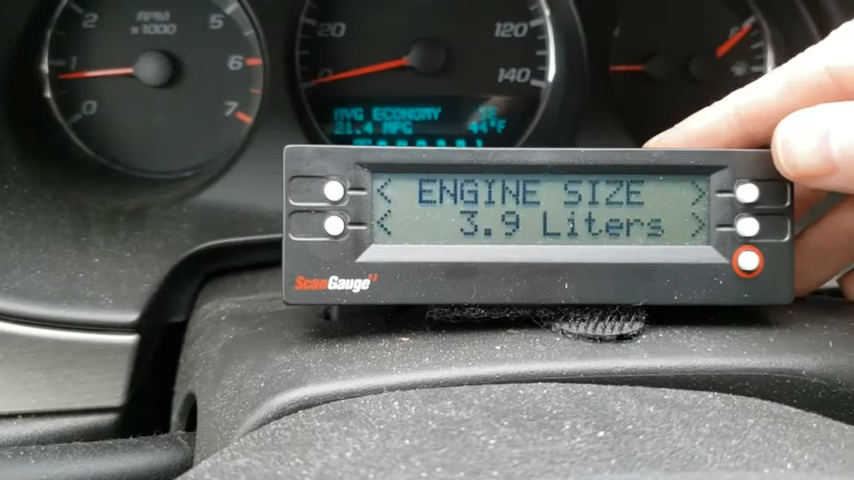 RPM
x1000
0
1
2
5
6
7
0
20
120
140
AVG ECONOMY
21.4 MPG 44°F
< ENGINE SIZE >
< 3.9 Liters >
ScanGauge